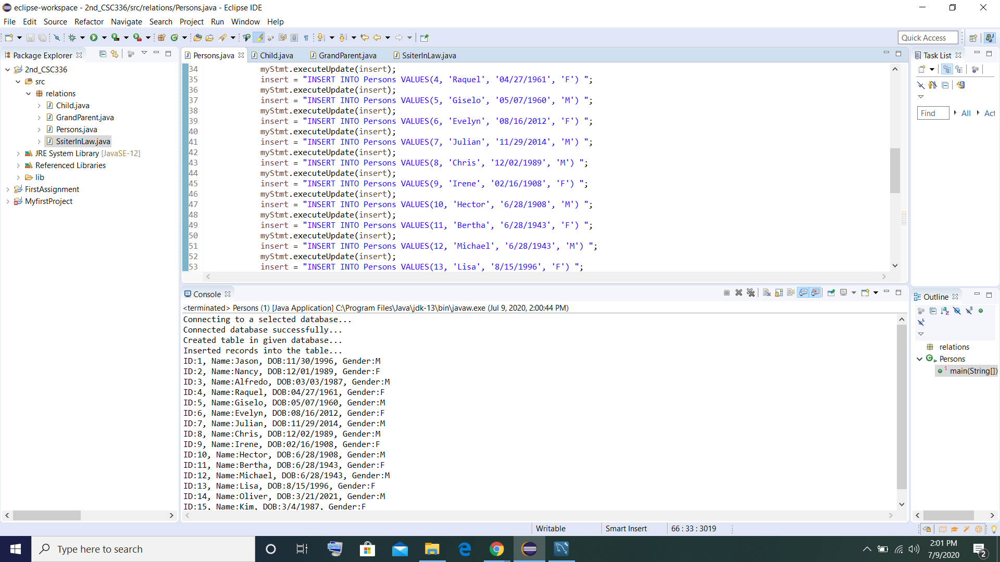 eclipse-workspace - 2nd_CSC336/src/relations/Persons.java - Eclipse IDE
File Edit Source Refactor Navigate Search Project Run Window Help
Quick Access
Package Explorer
2nd_CSC336
src
relations
Child.java
GrandParent.java
Persons.java
SsiterInLaw.java
JRE System Library [JavaSE-12]
Referenced Libraries
lib
FirstAssignment
MyfirstProject
Persons.java Child.java GrandParent.java SsiterInLaw.java
34 myStmt.executeUpdate(insert);
35 insert = "INSERT INTO Persons VALUES(4, 'Raquel', '04/27/1961', 'F') ";
36 myStmt.executeUpdate(insert);
37 insert = "INSERT INTO Persons VALUES(5, 'Giselo', '05/07/1960', 'M') ";
38 myStmt.executeUpdate(insert);
39 insert = "INSERT INTO Persons VALUES(6, 'Evelyn', '08/16/2012', 'F') ";
40 myStmt.executeUpdate(insert);
41 insert = "INSERT INTO Persons VALUES(7, 'Julian', '11/29/2014', 'M') ";
42 myStmt.executeUpdate(insert);
43 insert = "INSERT INTO Persons VALUES(8, 'Chris', '12/02/1989', 'M') ";
44 myStmt.executeUpdate(insert);
45 insert = "INSERT INTO Persons VALUES(9, 'Irene', '02/16/1908', 'F') ";
46 myStmt.executeUpdate(insert);
47 insert = "INSERT INTO Persons VALUES(10, 'Hector', '6/28/1908', 'M') ";
48 myStmt.executeUpdate(insert);
49 insert = "INSERT INTO Persons VALUES(11, 'Bertha', '6/28/1943', 'F') ";
50 myStmt.executeUpdate(insert);
51 insert = "INSERT INTO Persons VALUES(12, 'Michael', '6/28/1943', 'M') ";
52 myStmt.executeUpdate(insert);
53 insert = "INSERT INTO Persons VALUES(13, 'Lisa', '8/15/1996', 'F') ";
Console
<terminated> Persons (1) [Java Application] C:\Program Files\Java\jdk-13\bin\javaw.exe (Jul 9, 2020, 2:00:44 PM)
Connecting to a selected database...
Connected database successfully...
Created table in given database...
Inserted records into the table...
ID:1, Name:Jason, DOB:11/30/1996, Gender:M
ID:2, Name:Nancy, DOB:12/01/1989, Gender:F
ID:3, Name:Alfredo, DOB:03/03/1987, Gender:M
ID:4, Name:Raquel, DOB:04/27/1961, Gender:F
ID:5, Name:Giselo, DOB:05/07/1960, Gender:M
ID:6, Name:Evelyn, DOB:08/16/2012, Gender:F
ID:7, Name:Julian, DOB:11/29/2014, Gender:M
ID:8, Name:Chris, DOB:12/02/1989, Gender:M
ID:9, Name:Irene, DOB:02/16/1908, Gender:F
ID:10, Name:Hector, DOB:6/28/1908, Gender:M
ID:11, Name:Bertha, DOB:6/28/1943, Gender:F
ID:12, Name:Michael, DOB:6/28/1943, Gender:M
ID:13, Name:Lisa, DOB:8/15/1996, Gender:F
ID:14, Name:Oliver, DOB:3/21/2021, Gender:M
ID:15, Name:Kim, DOB:3/4/1987, Gender:F
Task List
Find All Act
Outline
relations
Persons
main(String[])
Writable Smart Insert 66 : 33 : 3019
Type here to search
2:01 PM
7/9/2020
2